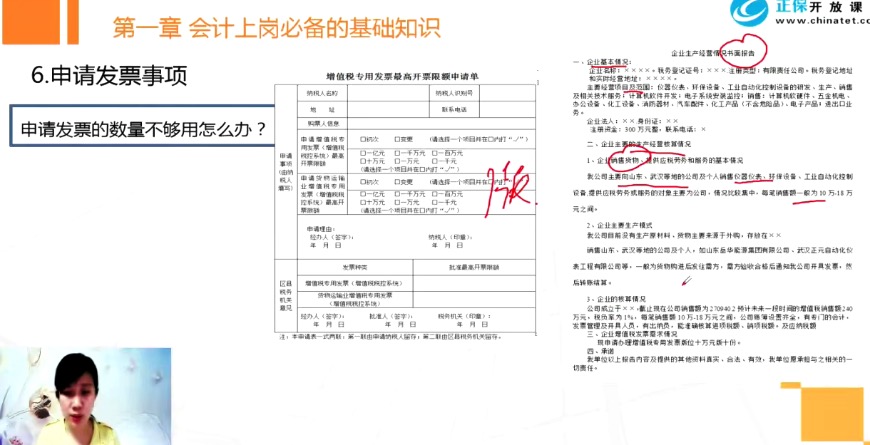 第一章 会计上岗必备的基础知识
正保开放课
www.chinatet.co
6.申请发票事项
申请发票的数量不够用怎么办？
增值税专用发票最高开票限额申请单
纳税人名称
纳税人识别号
地 址
联系电话
购票人信息
申请事项（由纳税人填写）
申请增值税专用发票（增值税税控系统）最高开票限额
□初次 □变更 （请选择一个项目并在□内打“√”）
□一亿元 □一千万元 □一百万元
□十万元 □一万元 □一千元
（请选择一个项目并在□内打“√”）
申请货物运输业增值税专用发票（增值税税控系统）最高开票限额
□初次 □变更 （请选择一个项目并在□内打“√”）
□一亿元 □一千万元 □一百万元
□十万元 □一万元 □一千元
（请选择一个项目并在□内打“√”）
申请理由：
经办人（签字）： 纳税人（印章）：
年 月 日 年 月 日
区县税务机关意见
发票种类
批准最高开票限额
增值税专用发票（增值税税控系统）
货物运输业增值税专用发票（增值税税控系统）
经办人（签字）： 批准人（签字）： 税务机关（印章）：
年 月 日 年 月 日 年 月 日
注：本申请表一式两联：第一联由申请纳税人留存；第二联由区县税务机关留存。
企业生产经营情况书面报告
一、企业基本情况：
企业名称：××××，税务登记证号：×××，注册类型：有限责任公司。税务登记地址
和实际经营地址：××××。
主要经营项目及范围：仪器仪表、环保设备、工业自动化控制设备的研发、生产、销售
及相关技术服务；计算机软件开发；电子系统安装监控；销售：计算机软硬件、五金机电、
办公设备、化工设备、消防器材、汽车配件、化工产品（不含危险品）、电子产品；进出口业
务。
企业法人：×× 身份证：××
注册资金：300 万元整，联系电话：×
二、企业主要的生产经营核算情况
1、企业销售货物、提供应税劳务和服务的基本情况
我公司主要向山东、武汉等地的公司及个人销售仪器仪表、环保设备、工业自动化控制
设备,提供应税劳务或服务的对象主要为公司，情况比较集中，每笔销售额一般为 10 万-18 万
元之间。
2、企业主要生产模式
我公司目前没有生产原材料、货物主要来源于外购，存放在××
销售山东、武汉等地的公司及个人，如山东岳华能源集团有限公司、武汉正元自动化仪
表工程有限公司等，一般为货物购进后发往需方，需方验收合格后通知我公司开具发票，然
后转账结算。
3、企业的核算情况
公司成立于××,截止现在公司销售额为 270940.2 预计未来一段时间的增值税销售额 240
万元、税负率为 1%，每笔销售额 10 万-18 万元之间，公司账簿设置齐全，有专门的会计、
发票管理及开具人员，有出纳员，能准确核算进项税额、销项税额、及应纳税额
三、企业增值税发票需求情况
现申请办理增值税专用发票版位十万元版十份。
四、承诺
我单位以上报告内容及提供的其他资料真实、合法、有效，我单位愿承担与之相关的一
切责任。